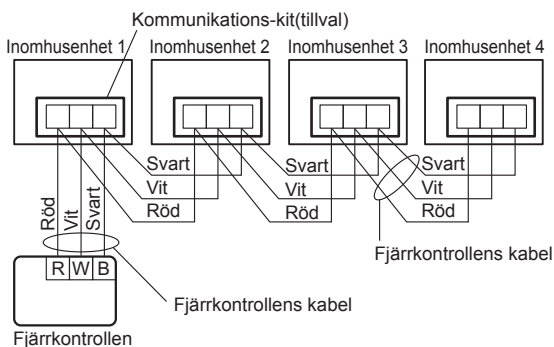 Kommunikations-kit(tillval)
Inomhusenhet 1
Inomhusenhet 2
Inomhusenhet 3
Inomhusenhet 4
Svart
Vit
Röd
Svart
Vit
Röd
Svart
Vit
Röd
Röd
Vit
Svart
Fjärrkontrollens kabel
R W B
Fjärrkontrollens kabel
Fjärrkontrollen